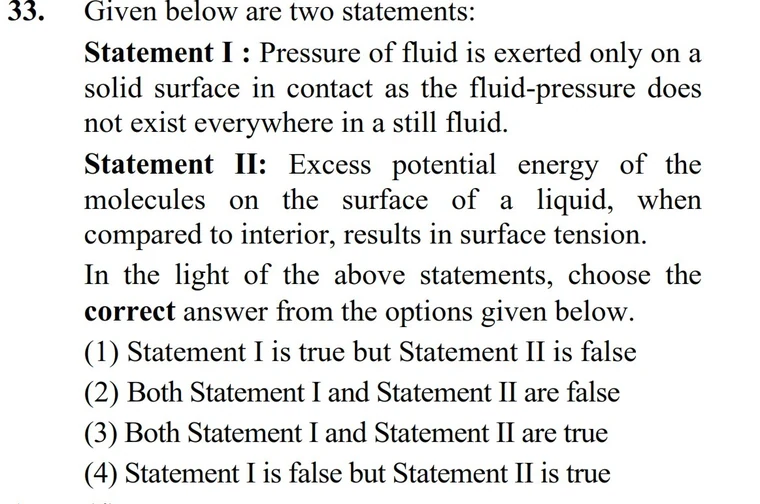 33. Given below are two statements:
Statement I : Pressure of fluid is exerted only on a
solid surface in contact as the fluid-pressure does
not exist everywhere in a still fluid.
Statement II: Excess potential energy of the
molecules on the surface of a liquid, when
compared to interior, results in surface tension.
In the light of the above statements, choose the
correct answer from the options given below.
(1) Statement I is true but Statement II is false
(2) Both Statement I and Statement II are false
(3) Both Statement I and Statement II are true
(4) Statement I is false but Statement II is true